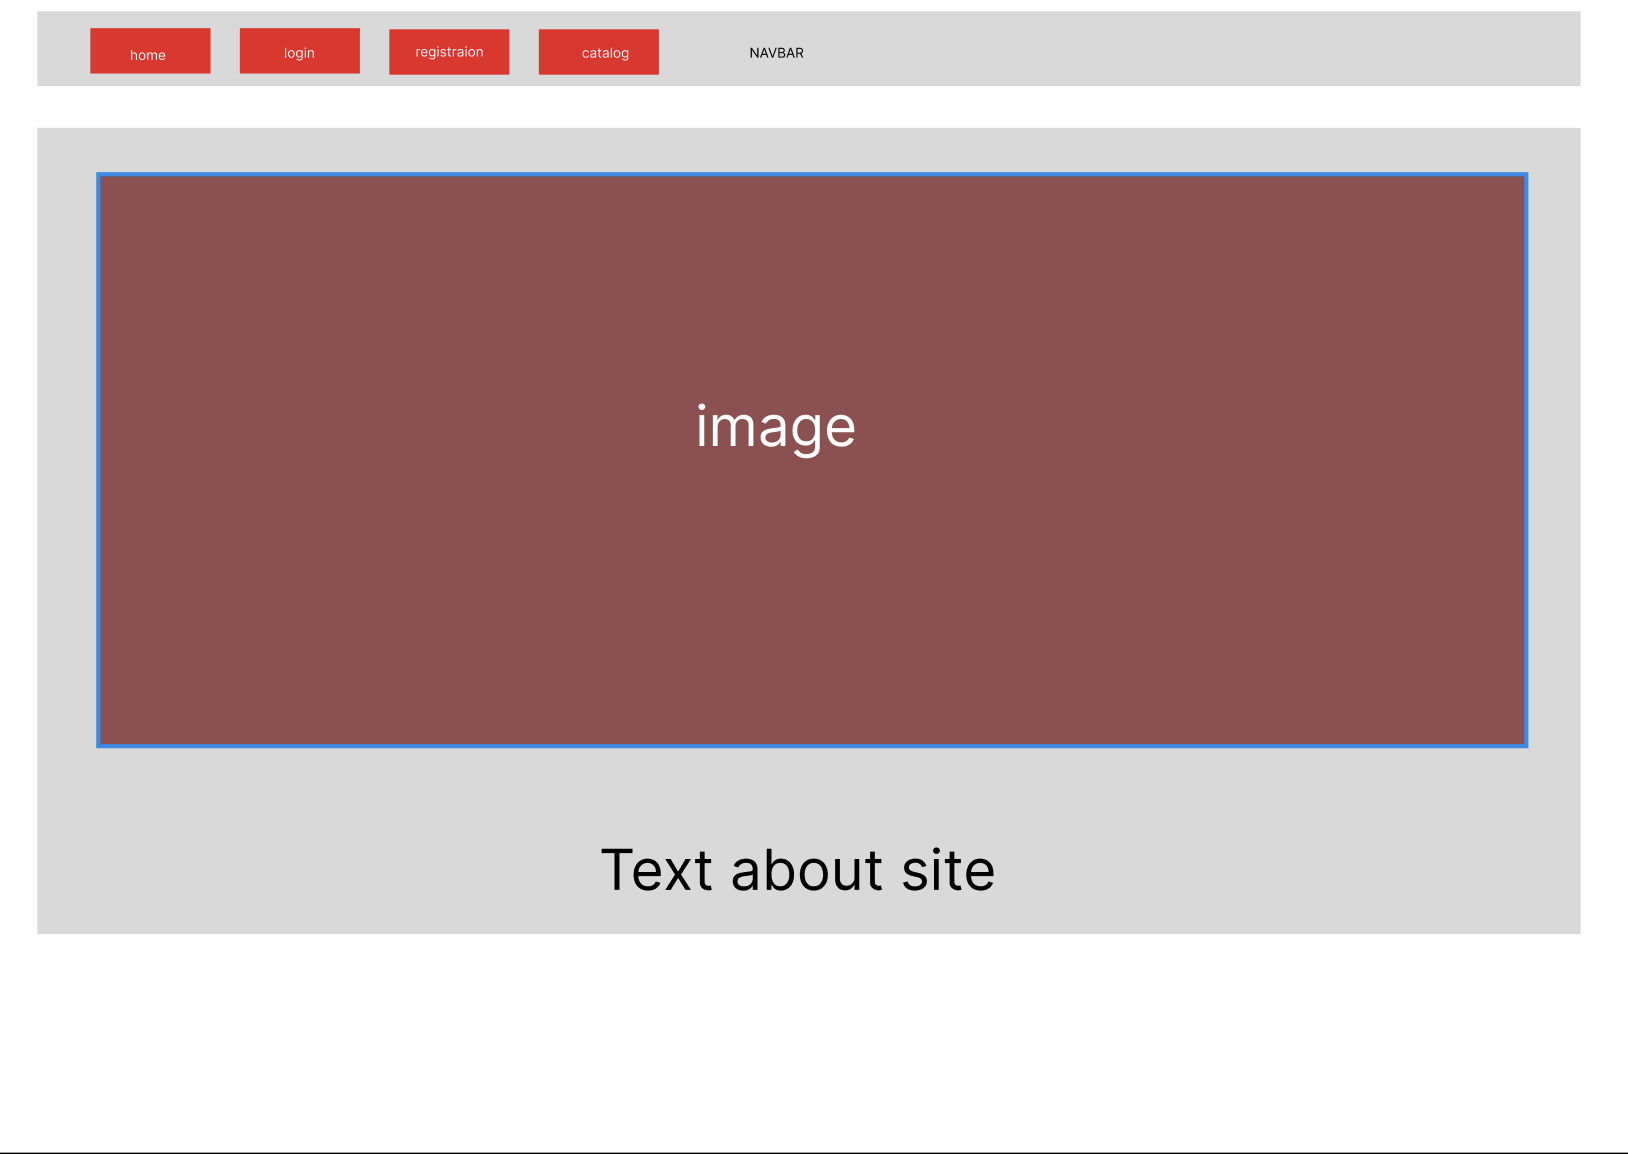 home login registraion catalog NAVBAR
image
Text about site